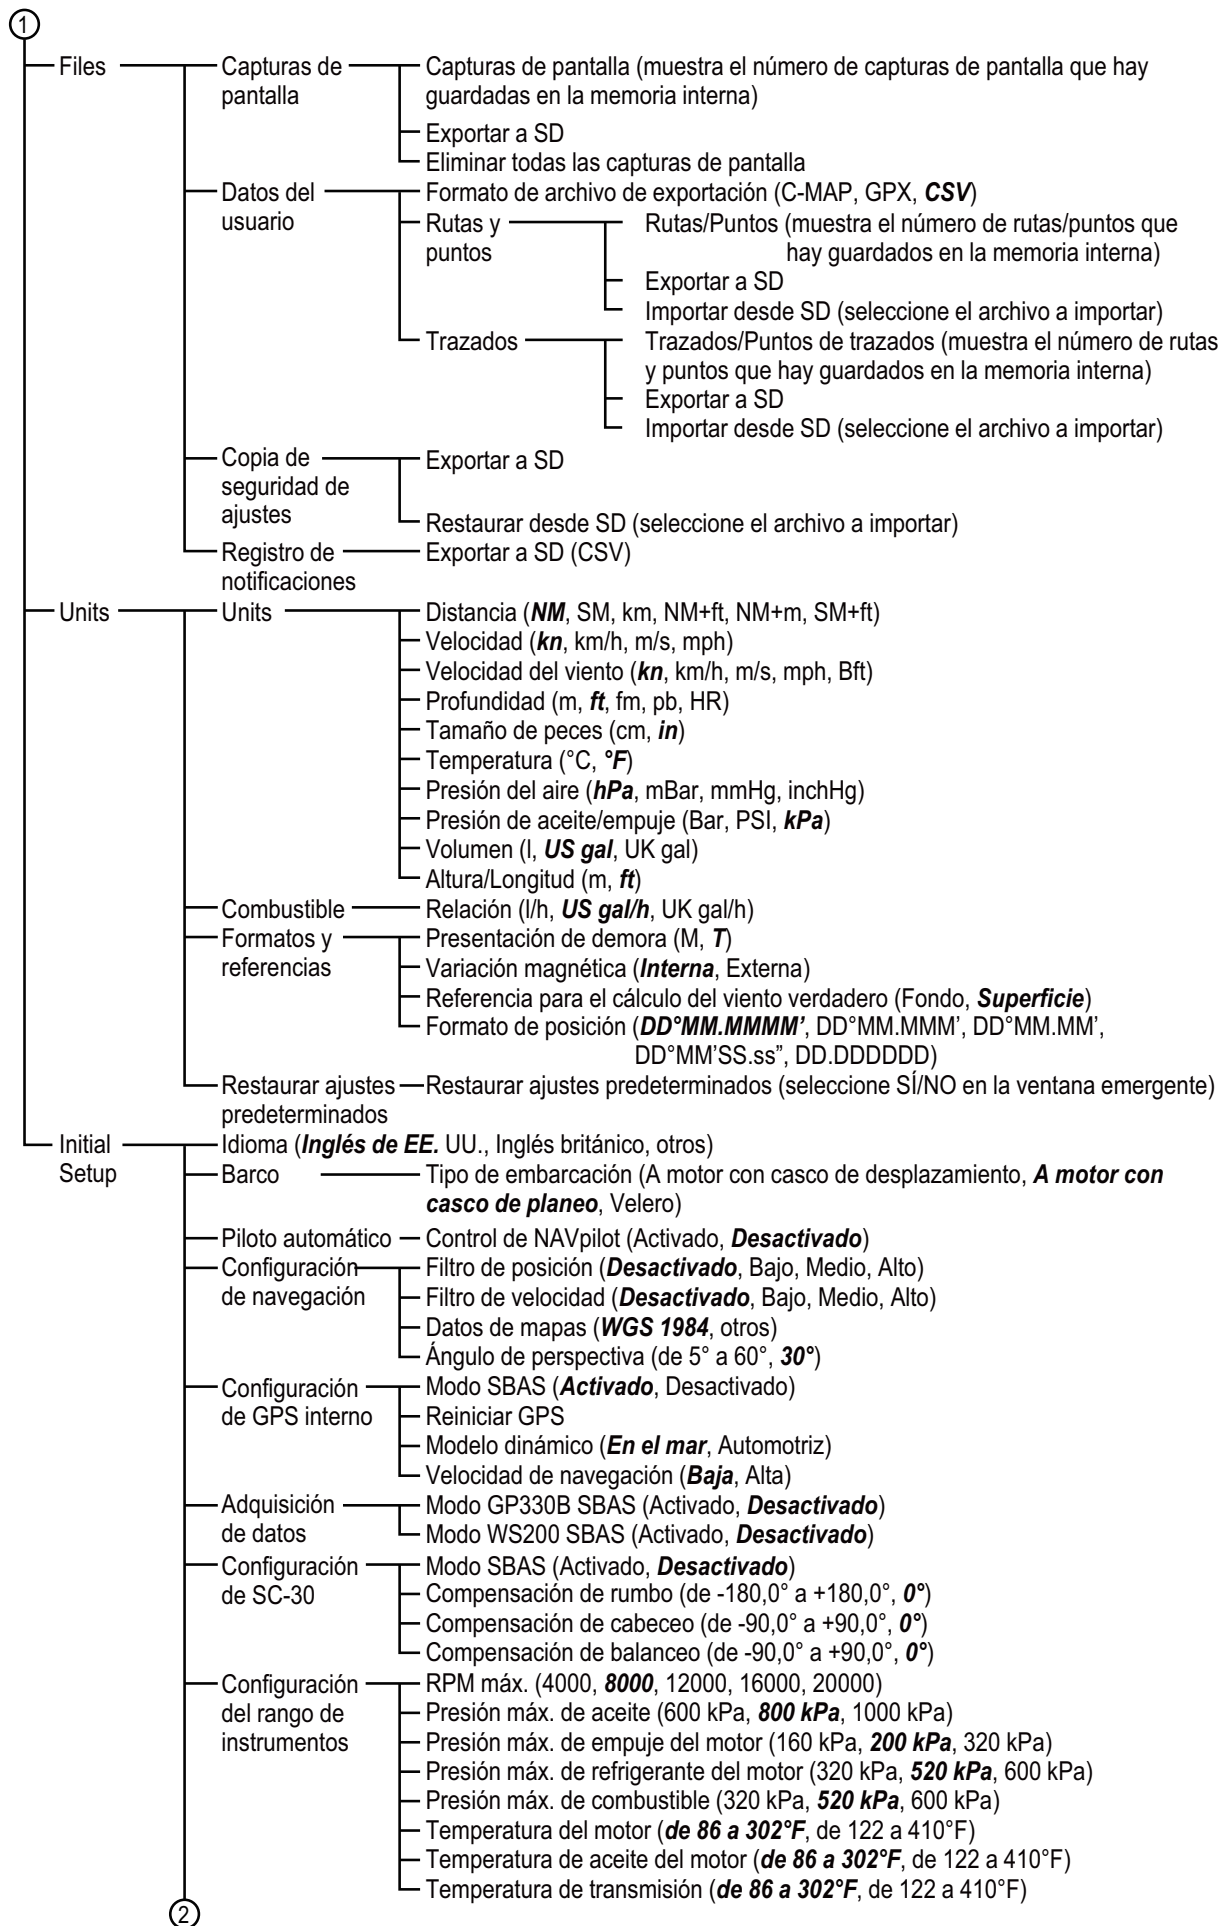 1
Files
Capturas de
pantalla
Capturas de pantalla (muestra el número de capturas de pantalla que hay
guardadas en la memoria interna)
Exportar a SD
Eliminar todas las capturas de pantalla
Datos del
usuario
Formato de archivo de exportación (C-MAP, GPX, CSV)
Rutas y
puntos
Rutas/Puntos (muestra el número de rutas/puntos que
hay guardados en la memoria interna)
Exportar a SD
Importar desde SD (seleccione el archivo a importar)
Trazados
Trazados/Puntos de trazados (muestra el número de rutas
y puntos que hay guardados en la memoria interna)
Exportar a SD
Importar desde SD (seleccione el archivo a importar)
Copia de
seguridad de
ajustes
Exportar a SD
Restaurar desde SD (seleccione el archivo a importar)
Registro de
notificaciones
Exportar a SD (CSV)
Units
Units
Distancia (NM, SM, km, NM+ft, NM+m, SM+ft)
Velocidad (kn, km/h, m/s, mph)
Velocidad del viento (kn, km/h, m/s, mph, Bft)
Profundidad (m, ft, fm, pb, HR)
Tamaño de peces (cm, in)
Temperatura (°C, °F)
Presión del aire (hPa, mBar, mmHg, inchHg)
Presión de aceite/empuje (Bar, PSI, kPa)
Volumen (l, US gal, UK gal)
Altura/Longitud (m, ft)
Combustible
Relación (l/h, US gal/h, UK gal/h)
Formatos y
referencias
Presentación de demora (M, T)
Variación magnética (Interna, Externa)
Referencia para el cálculo del viento verdadero (Fondo, Superficie)
Formato de posición (DD°MM.MMMM’, DD°MM.MMM’, DD°MM.MM’,
DD°MM’SS.ss”, DD.DDDDDD)
Restaurar ajustes
predeterminados
Restaurar ajustes predeterminados (seleccione SÍ/NO en la ventana emergente)
Initial
Setup
Idioma (Inglés de EE. UU., Inglés británico, otros)
Barco
Tipo de embarcación (A motor con casco de desplazamiento, A motor con
casco de planeo, Velero)
Piloto automático
Control de NAVpilot (Activado, Desactivado)
Configuración
de navegación
Filtro de posición (Desactivado, Bajo, Medio, Alto)
Filtro de velocidad (Desactivado, Bajo, Medio, Alto)
Datos de mapas (WGS 1984, otros)
Ángulo de perspectiva (de 5° a 60°, 30°)
Configuración
de GPS interno
Modo SBAS (Activado, Desactivado)
Reiniciar GPS
Modelo dinámico (En el mar, Automotriz)
Velocidad de navegación (Baja, Alta)
Adquisición
de datos
Modo GP330B SBAS (Activado, Desactivado)
Modo WS200 SBAS (Activado, Desactivado)
Configuración
de SC-30
Modo SBAS (Activado, Desactivado)
Compensación de rumbo (de -180,0° a +180,0°, 0°)
Compensación de cabeceo (de -90,0° a +90,0°, 0°)
Compensación de balanceo (de -90,0° a +90,0°, 0°)
Configuración
del rango de
instrumentos
RPM máx. (4000, 8000, 12000, 16000, 20000)
Presión máx. de aceite (600 kPa, 800 kPa, 1000 kPa)
Presión máx. de empuje del motor (160 kPa, 200 kPa, 320 kPa)
Presión máx. de refrigerante del motor (320 kPa, 520 kPa, 600 kPa)
Presión máx. de combustible (320 kPa, 520 kPa, 600 kPa)
Temperatura del motor (de 86 a 302°F, de 122 a 410°F)
Temperatura de aceite del motor (de 86 a 302°F, de 122 a 410°F)
Temperatura de transmisión (de 86 a 302°F, de 122 a 410°F)
2